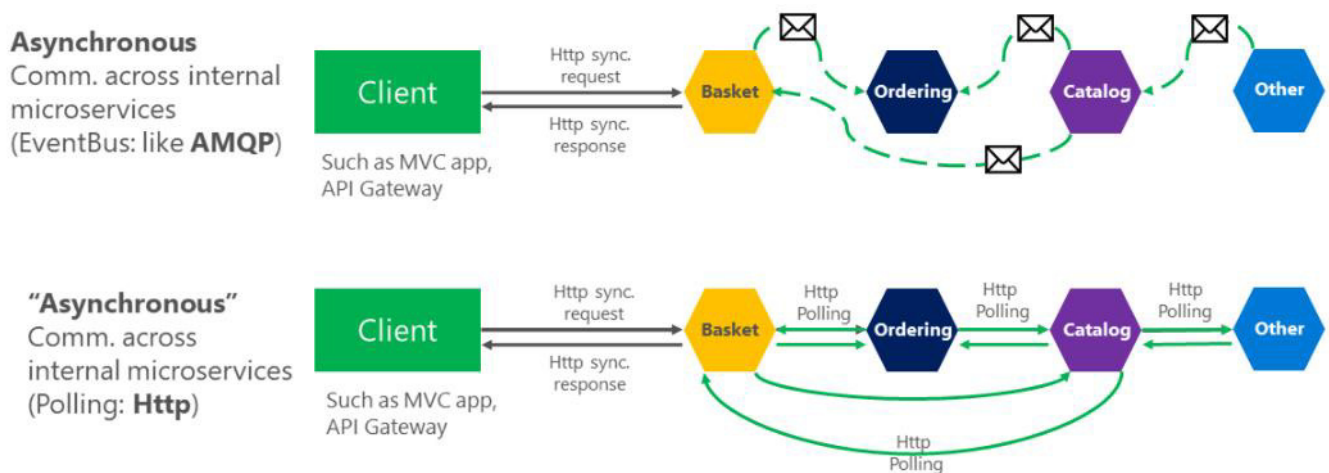 Asynchronous
Comm. across internal
microservices
(EventBus: like AMQP)
Client
Such as MVC app,
API Gateway
Http sync.
request
Http sync.
response
Basket
Ordering
Catalog
Other
“Asynchronous”
Comm. across
internal microservices
(Polling: Http)
Client
Such as MVC app,
API Gateway
Http sync.
request
Http sync.
response
Basket
Http
Polling
Ordering
Http
Polling
Catalog
Http
Polling
Other
Http
Polling